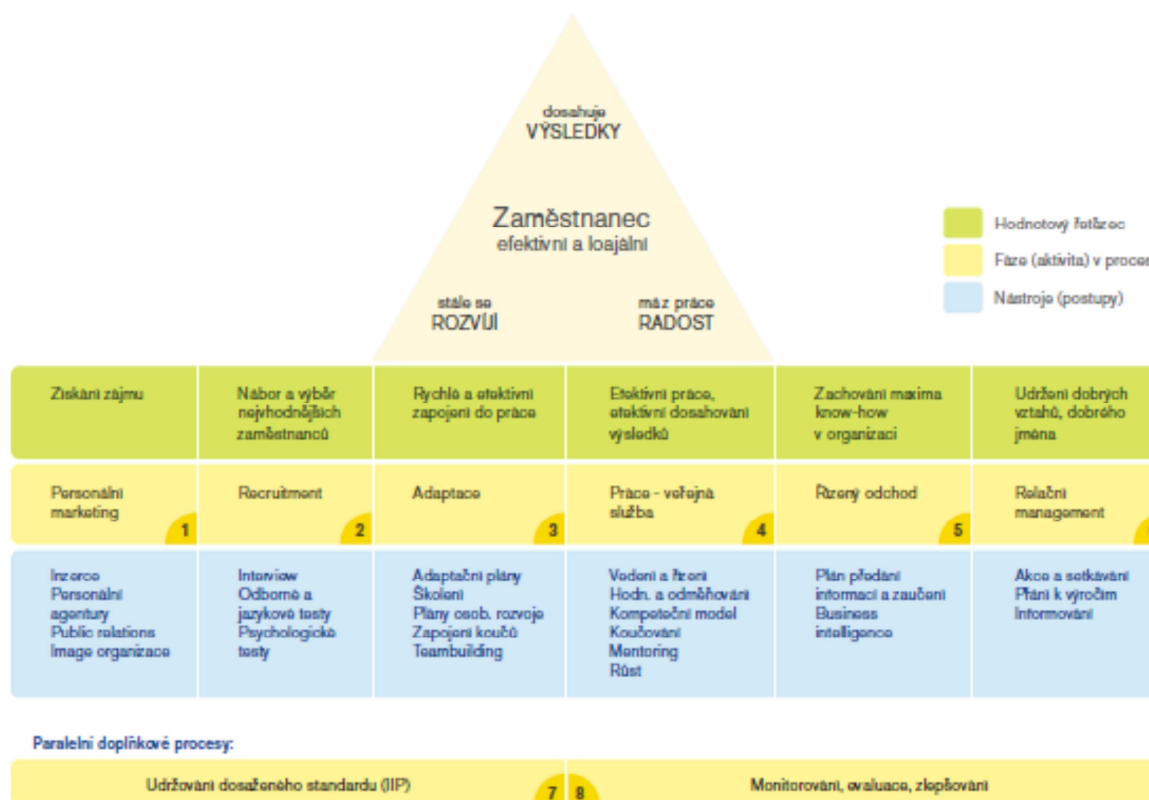 dosahuje
VÝSLEDKY
Zaměstnanec
efektivní a loajální
stále se
ROZVÍJÍ
má z práce
RADOST
Hodnotový řetězec
Fáze (aktivita) v proces
Nástroje (postupy)
Získání zájmu
Nábor a výběr
nejvhodnějších
zaměstnanců
Rychlé a efektivní
zapojení do práce
Efektivní práce,
efektivní dosahování
výsledků
Zachování maxima
know-how
v organizaci
Udržení dobrých
vztahů, dobrého
jména
Personální
marketing
1
Recruitment
2
Adaptace
3
Práce - veřejná
služba
4
Řízený odchod
5
Relační
management
Inzerce
Personální
agentury
Public relations
Image organizace
Interview
Odborné a
jazykové testy
Psychologické
testy
Adaptační plány
Školení
Plány osob. rozvoje
Zapojení koučů
Teambuilding
Vedení a řízení
Hodn. a odměňování
Kompeteční model
Koučování
Mentoring
Růst
Plán předání
informací a zaučení
Business
intelligence
Akce a setkávání
Přání k výročím
Informování
Paralelní doplňkové procesy:
Udržování dosaženého standardu (IIP)
7
8
Monitorování, evaluace, zlepšování